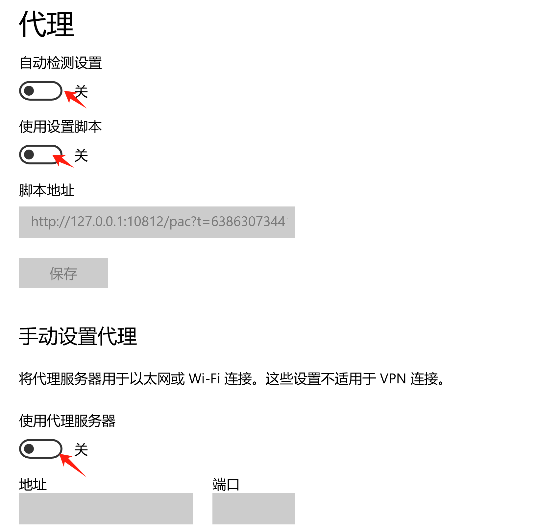 代理
自动检测设置
关
使用设置脚本
关
脚本地址
http://127.0.0.1:10812/pac?t=6386307344
保存
手动设置代理
将代理服务器用于以太网或 Wi-Fi 连接。这些设置不适用于 VPN 连接。
使用代理服务器
关
地址 端口